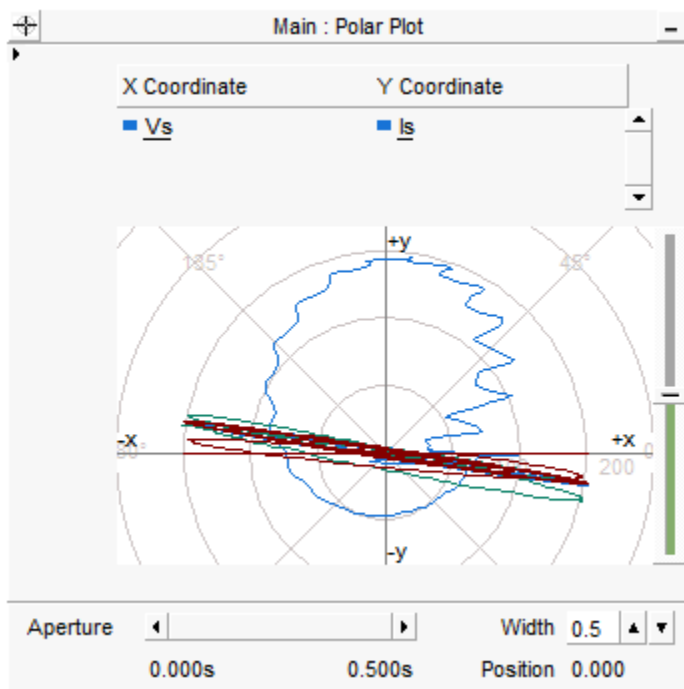 Main : Polar Plot
X Coordinate Y Coordinate
Vs Is
+y
135° 45°
-x +x
200 0
-y
Aperture Width 0.5
0.000s 0.500s Position 0.000